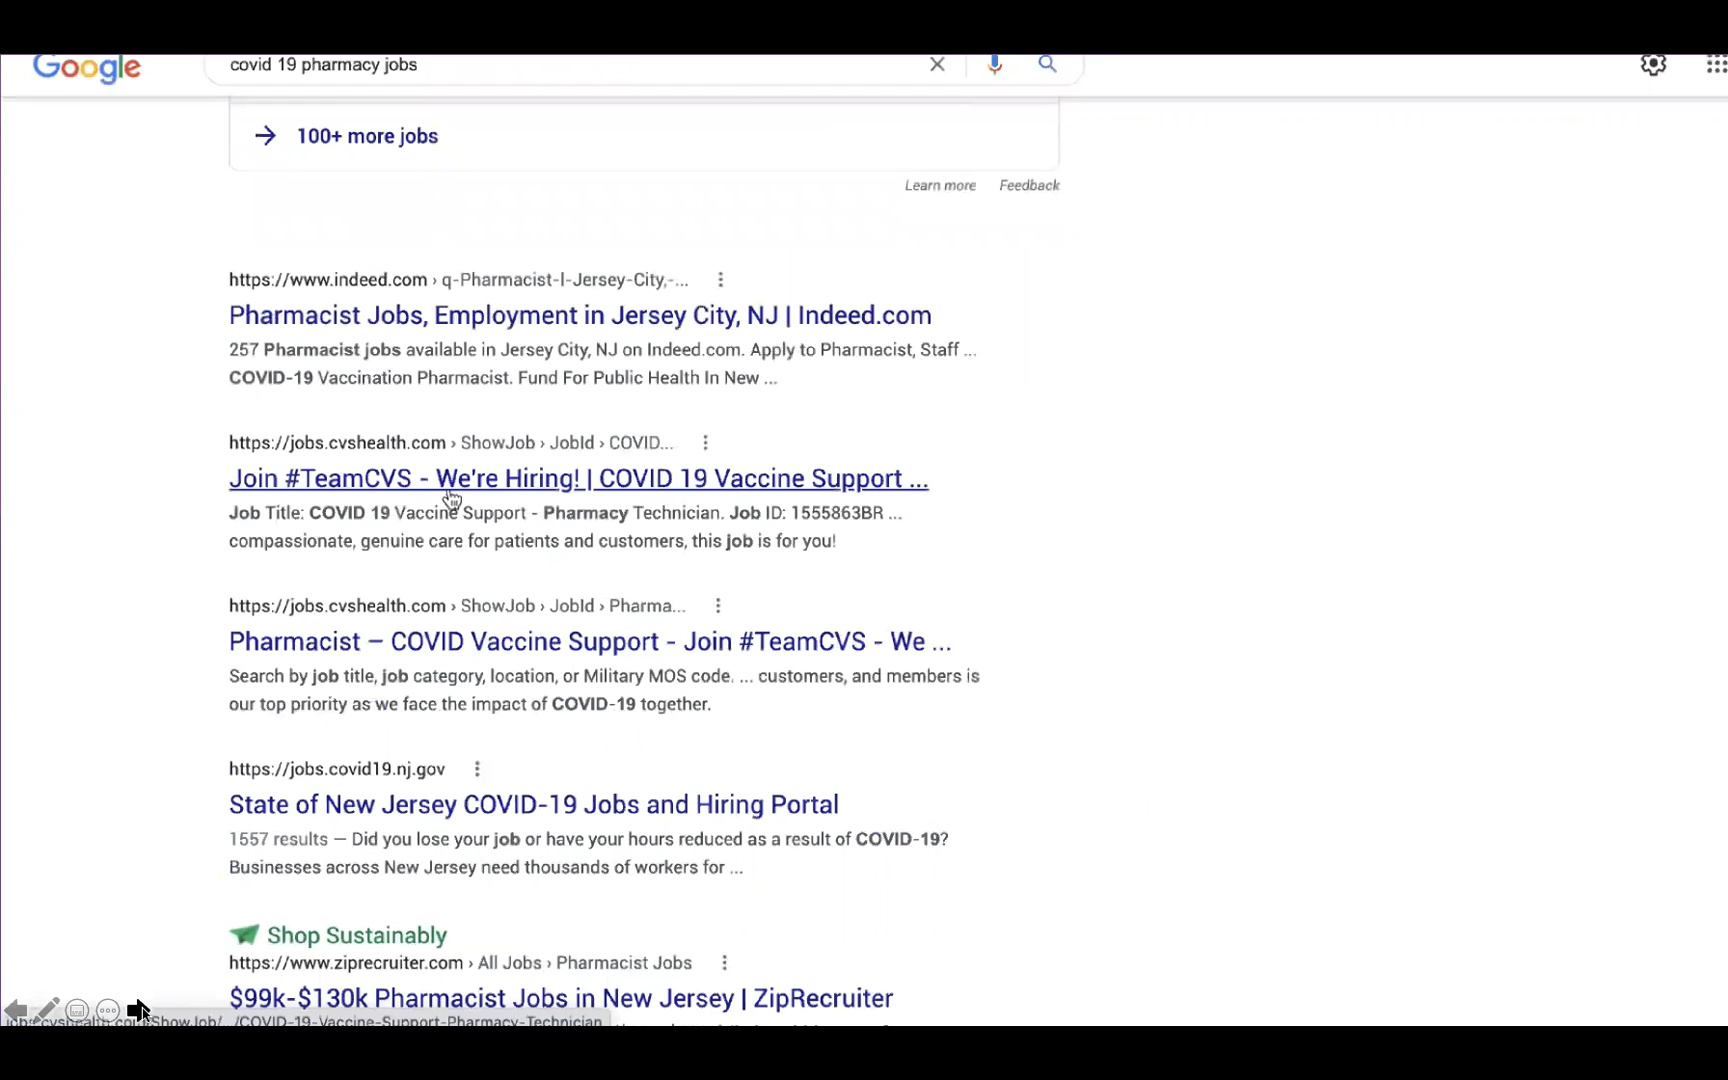 Google
covid 19 pharmacy jobs
100+ more jobs
Learn more Feedback
https://www.indeed.com › q-Pharmacist-l-Jersey-City,-...
Pharmacist Jobs, Employment in Jersey City, NJ | Indeed.com
257 Pharmacist jobs available in Jersey City, NJ on Indeed.com. Apply to Pharmacist, Staff ...
COVID-19 Vaccination Pharmacist. Fund For Public Health In New ...
https://jobs.cvshealth.com › ShowJob › JobId › COVID...
Join #TeamCVS - We're Hiring! | COVID 19 Vaccine Support ...
Job Title: COVID 19 Vaccine Support - Pharmacy Technician. Job ID: 1555863BR ...
compassionate, genuine care for patients and customers, this job is for you!
https://jobs.cvshealth.com › ShowJob › JobId › Pharma...
Pharmacist – COVID Vaccine Support - Join #TeamCVS - We ...
Search by job title, job category, location, or Military MOS code. ... customers, and members is
our top priority as we face the impact of COVID-19 together.
https://jobs.covid19.nj.gov
State of New Jersey COVID-19 Jobs and Hiring Portal
1557 results — Did you lose your job or have your hours reduced as a result of COVID-19?
Businesses across New Jersey need thousands of workers for ...
Shop Sustainably
https://www.ziprecruiter.com › All Jobs › Pharmacist Jobs
$99k-$130k Pharmacist Jobs in New Jersey | ZipRecruiter
jobs.cvshealth.com/ShowJob/.../COVID-19-Vaccine-Support-Pharmacy-Technician